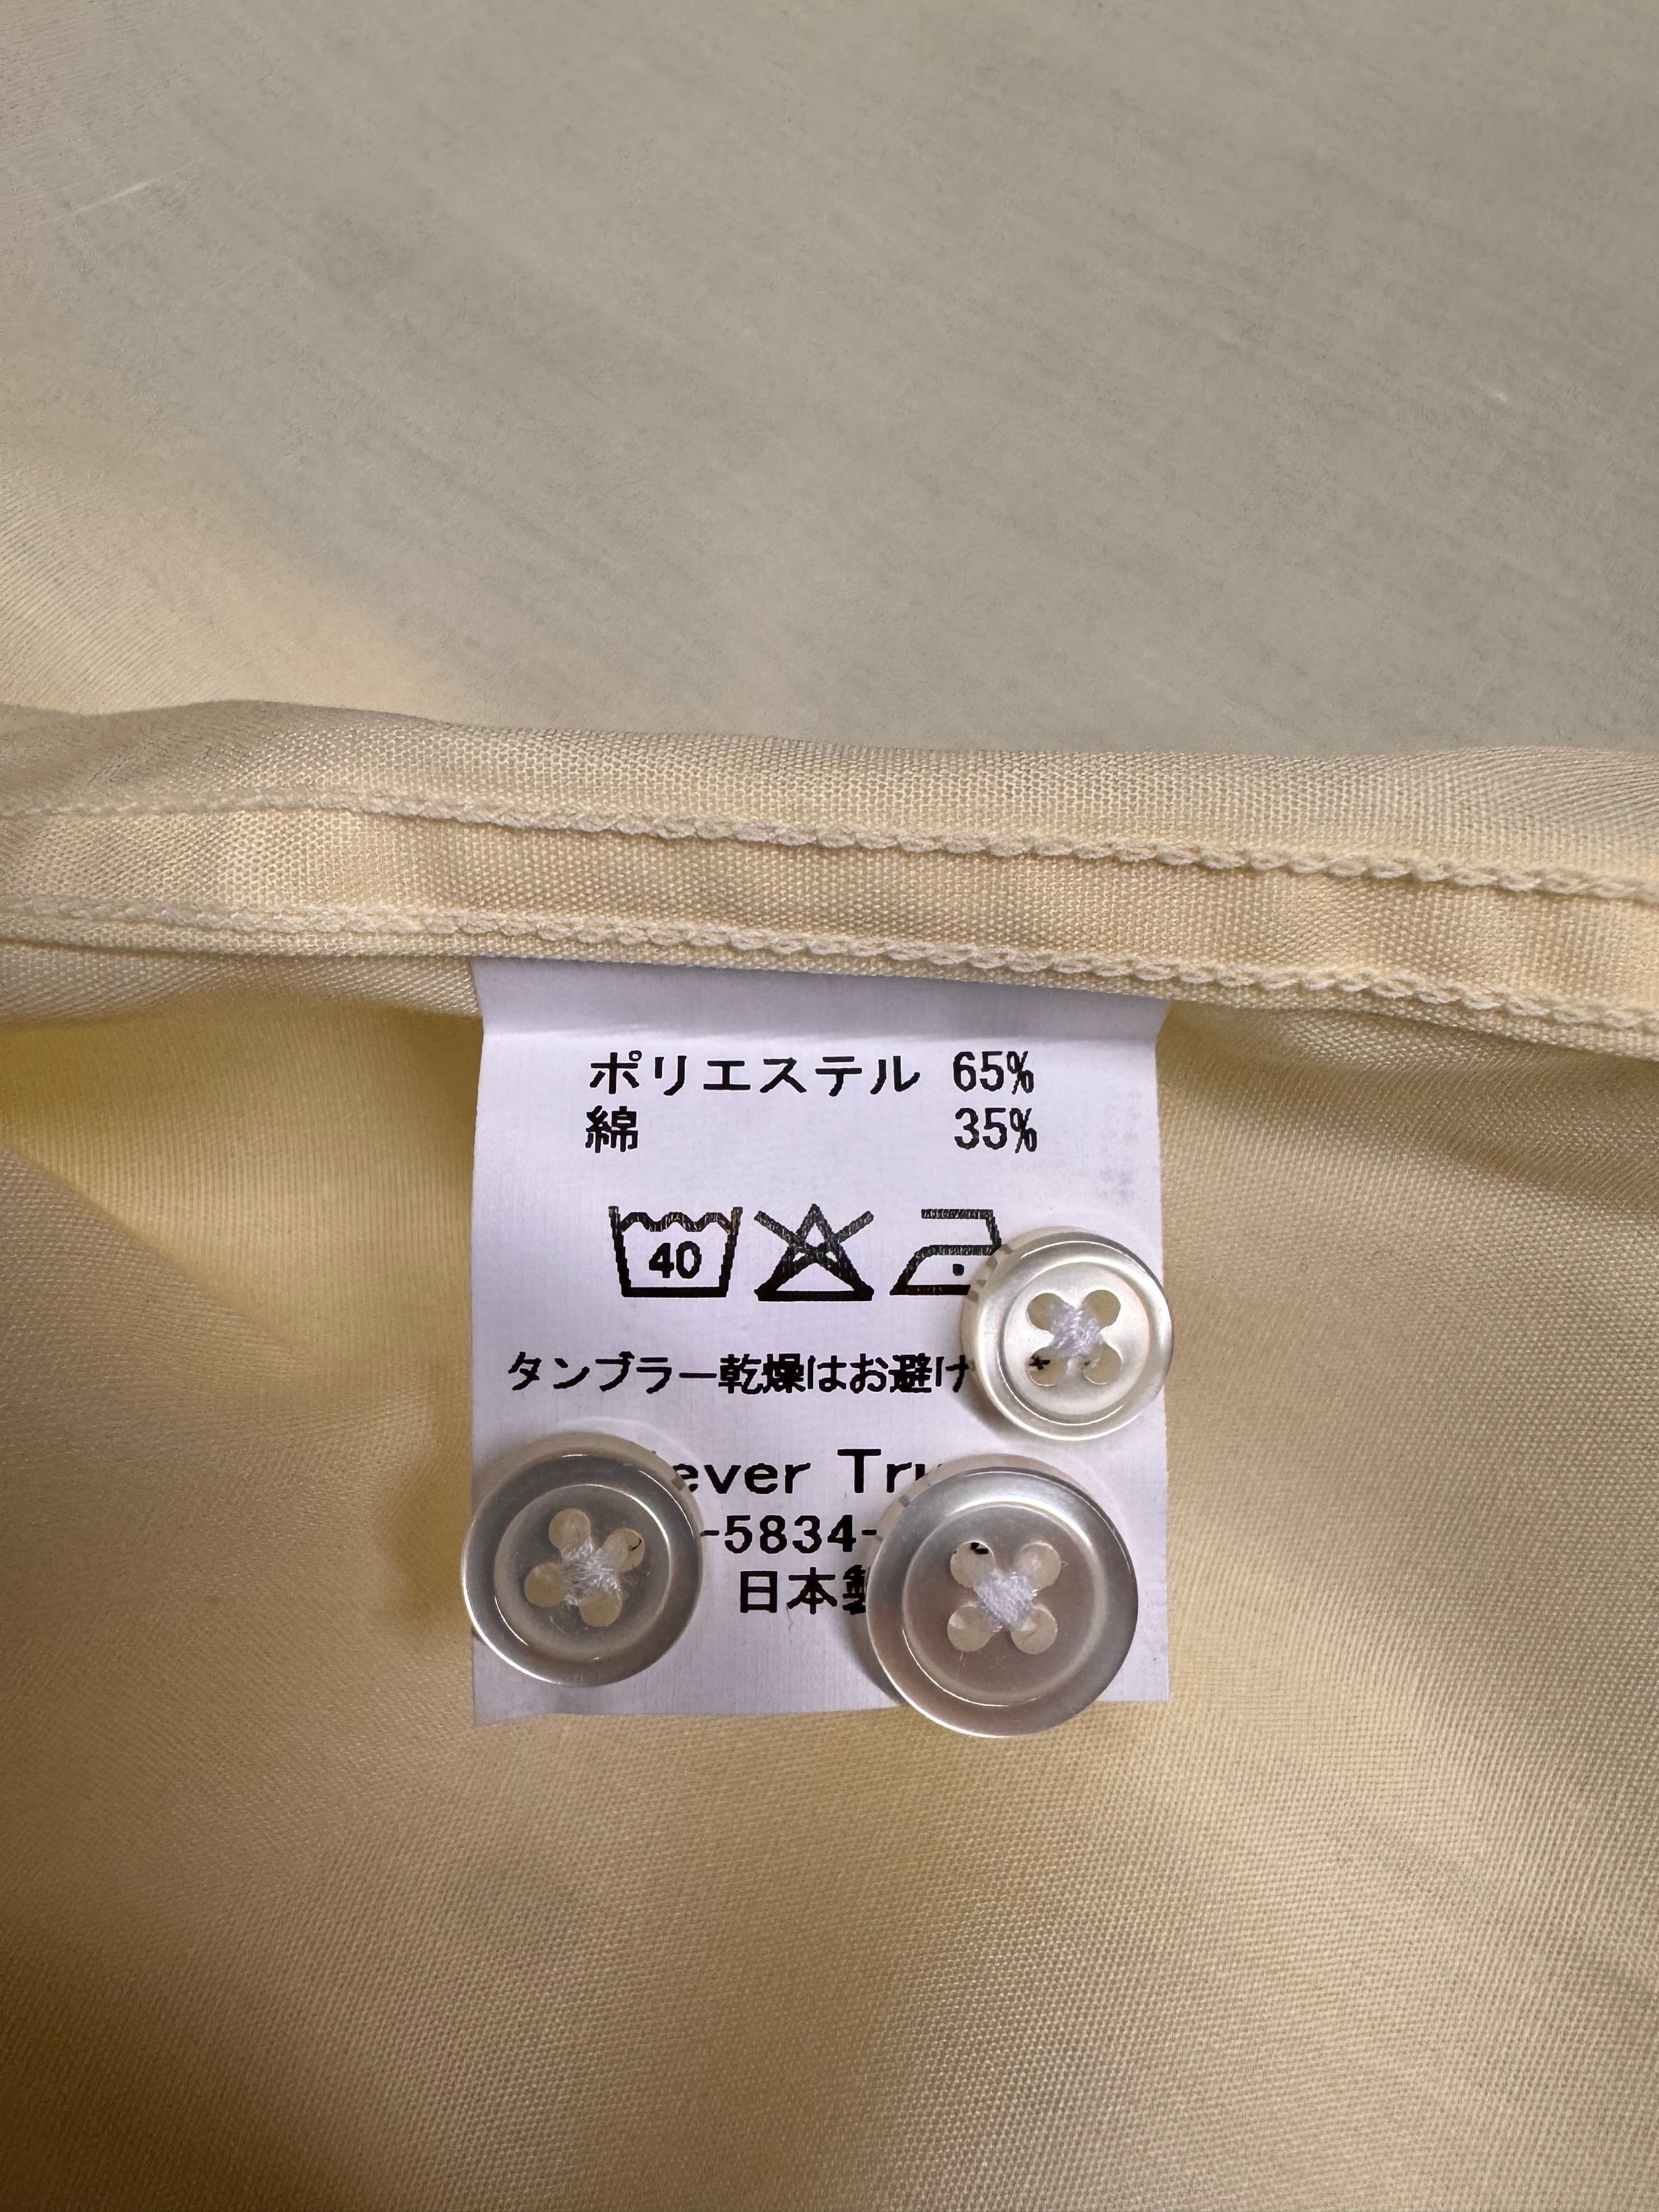 ポリエステル 65%
綿 35%
40
タンブラー乾燥はお避け
ever Tru
-5834-
日本製